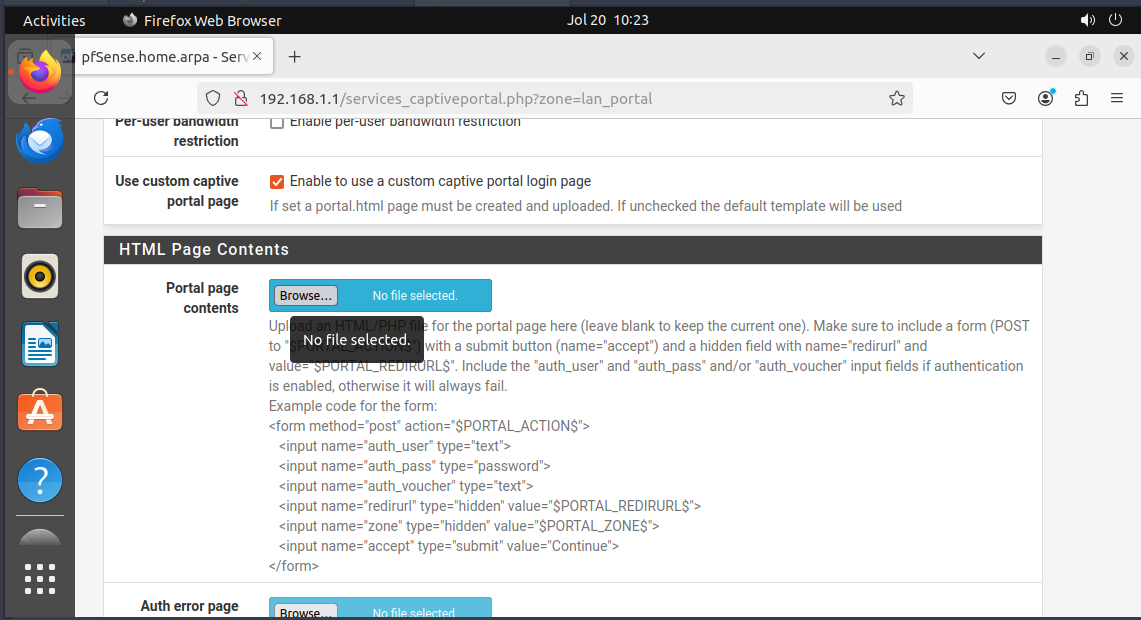 Activities
Firefox Web Browser
Jul 20 10:23
pfSense.home.arpa - Serv
192.168.1.1/services_captiveportal.php?zone=lan_portal
Per-user bandwidth
restriction
Enable per-user bandwidth restriction
Use custom captive
portal page
Enable to use a custom captive portal login page
If set a portal.html page must be created and uploaded. If unchecked the default template will be used
HTML Page Contents
Portal page
contents
Browse...
No file selected.
No file selected.
Upload an HTML/PHP file for the portal page here (leave blank to keep the current one). Make sure to include a form (POST
to "$PORTAL_ACTION$") with a submit button (name="accept") and a hidden field with name="redirurl" and
value="$PORTAL_REDIRURL$". Include the "auth_user" and "auth_pass" and/or "auth_voucher" input fields if authentication
is enabled, otherwise it will always fail.
Example code for the form:
<form method="post" action="$PORTAL_ACTION$">
<input name="auth_user" type="text">
<input name="auth_pass" type="password">
<input name="auth_voucher" type="text">
<input name="redirurl" type="hidden" value="$PORTAL_REDIRURL$">
<input name="zone" type="hidden" value="$PORTAL_ZONE$">
<input name="accept" type="submit" value="Continue">
</form>
Auth error page
Browse...
No file selected.